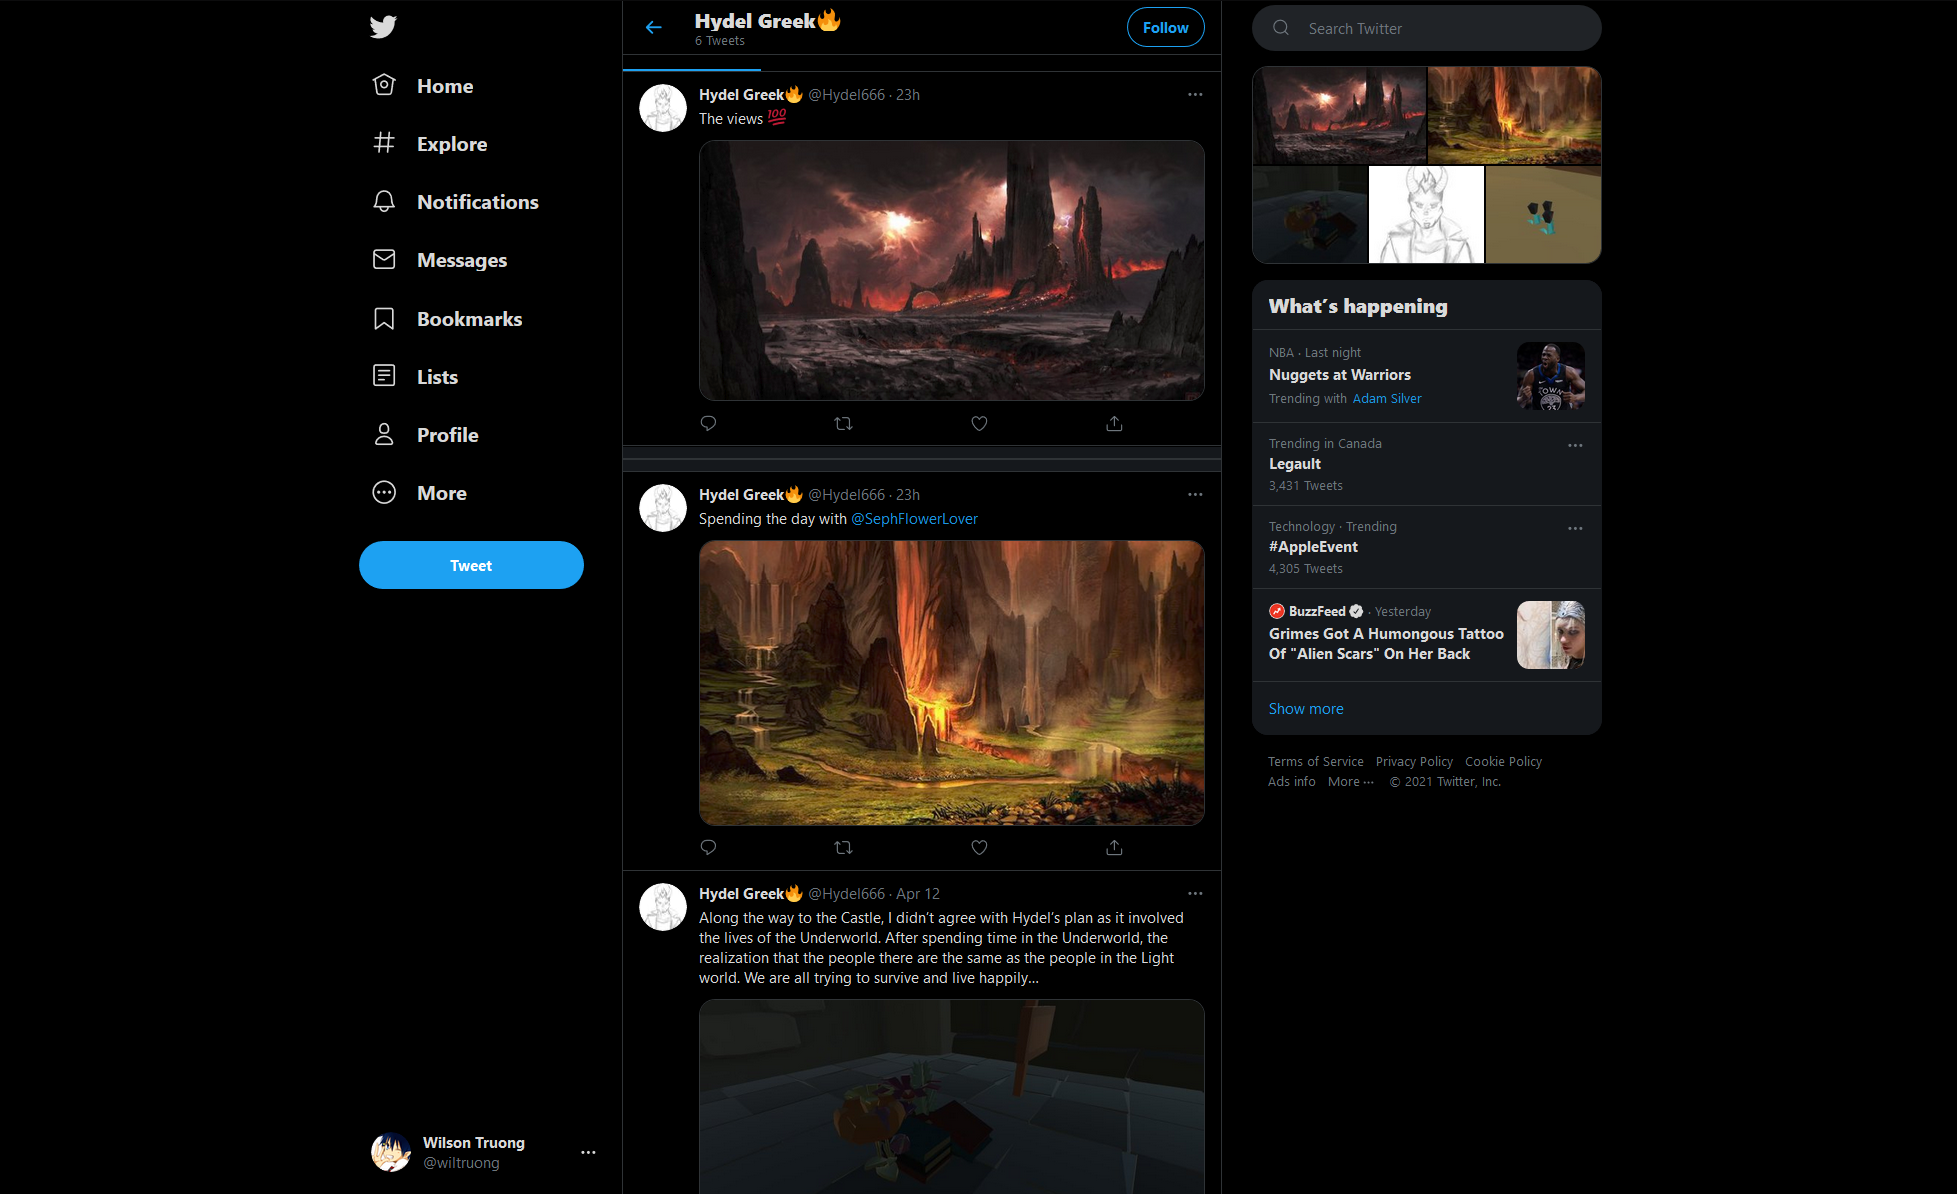 Home
Explore
Notifications
Messages
Bookmarks
Lists
Profile
More
Tweet
Wilson Truong
@wiltruong
Hydel Greek🔥
6 Tweets
Follow
Hydel Greek🔥 @Hydel666 · 23h
The views 💯
Hydel Greek🔥 @Hydel666 · 23h
Spending the day with @SephFlowerLover
Hydel Greek🔥 @Hydel666 · Apr 12
Along the way to the Castle, I didn’t agree with Hydel’s plan as it involved
the lives of the Underworld. After spending time in the Underworld, the
realization that the people there are the same as the people in the Light
world. We are all trying to survive and live happily...
Search Twitter
What’s happening
NBA · Last night
Nuggets at Warriors
Trending with Adam Silver
TOWN
23
Trending in Canada
Legault
3,431 Tweets
Technology · Trending
#AppleEvent
4,305 Tweets
BuzzFeed · Yesterday
Grimes Got A Humongous Tattoo
Of "Alien Scars" On Her Back
Show more
Terms of Service Privacy Policy Cookie Policy
Ads info More ··· © 2021 Twitter, Inc.